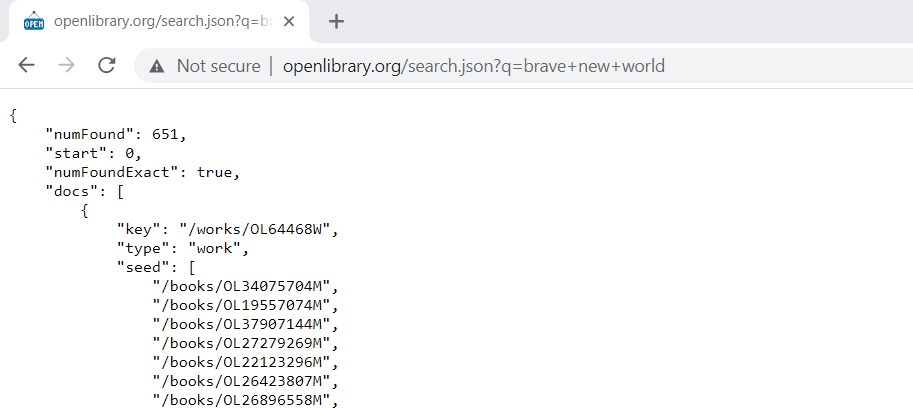 OPEN openlibrary.org/search.json?q=b
Not secure | openlibrary.org/search.json?q=brave+new+world
{
"numFound": 651,
"start": 0,
"numFoundExact": true,
"docs": [
{
"key": "/works/OL64468W",
"type": "work",
"seed": [
"/books/OL34075704M",
"/books/OL19557074M",
"/books/OL37907144M",
"/books/OL27279269M",
"/books/OL22123296M",
"/books/OL26423807M",
"/books/OL26896558M",